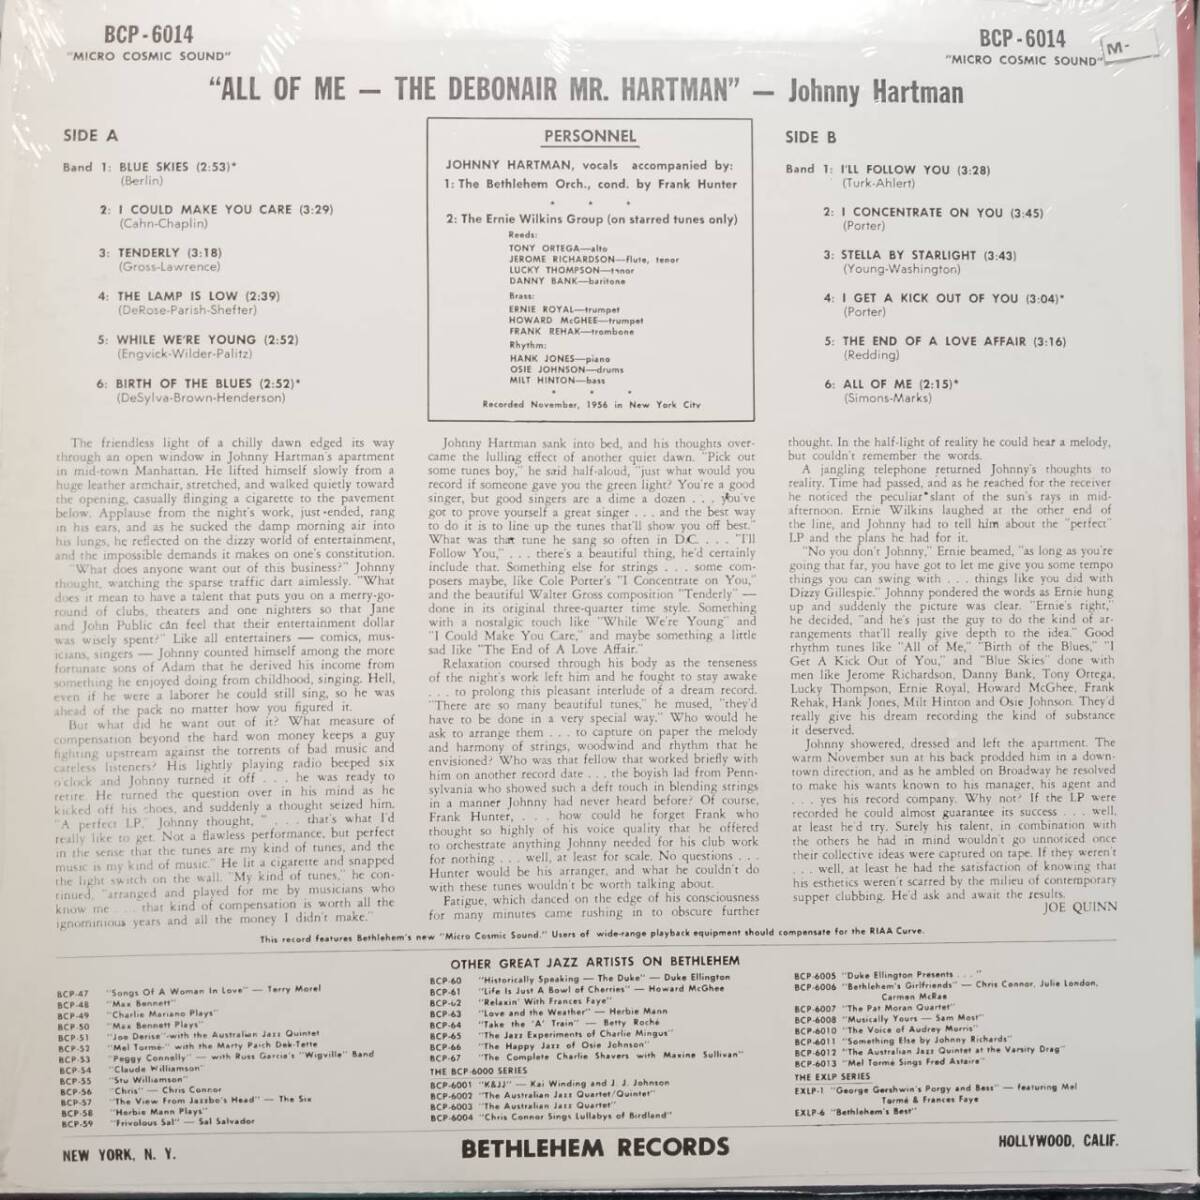 BCP-6014
"MICRO COSMIC SOUND"
BCP-6014
"MICRO COSMIC SOUND"
M-
"ALL OF ME — THE DEBONAIR MR. HARTMAN" — Johnny Hartman
SIDE A
Band 1: BLUE SKIES (2:53)*
(Berlin)
2: I COULD MAKE YOU CARE (3:29)
(Cahn-Chaplin)
3: TENDERLY (3:18)
(Gross-Lawrence)
4: THE LAMP IS LOW (2:39)
(DeRose-Parish-Shefter)
5: WHILE WE'RE YOUNG (2:52)
(Engvick-Wilder-Palitz)
6: BIRTH OF THE BLUES (2:52)*
(DeSylva-Brown-Henderson)
PERSONNEL
JOHNNY HARTMAN, vocals accompanied by:
1: The Bethlehem Orch., cond. by Frank Hunter
* * *
2: The Ernie Wilkins Group (on starred tunes only)
Reeds:
TONY ORTEGA—alto
JEROME RICHARDSON—flute, tenor
LUCKY THOMPSON—tenor
DANNY BANK—baritone
Brass:
ERNIE ROYAL—trumpet
HOWARD McGHEE—trumpet
FRANK REHAK—trombone
Rhythm:
HANK JONES—piano
OSIE JOHNSON—drums
MILT HINTON—bass
* * *
Recorded November, 1956 in New York City
SIDE B
Band 1: I'LL FOLLOW YOU (3:28)
(Turk-Ahlert)
2: I CONCENTRATE ON YOU (3:45)
(Porter)
3: STELLA BY STARLIGHT (3:43)
(Young-Washington)
4: I GET A KICK OUT OF YOU (3:04)*
(Porter)
5: THE END OF A LOVE AFFAIR (3:16)
(Redding)
6: ALL OF ME (2:15)*
(Simons-Marks)
The friendless light of a chilly dawn edged its way
through an open window in Johnny Hartman's apartment
in mid-town Manhattan. He lifted himself slowly from a
huge leather armchair, stretched, and walked quietly toward
the opening, casually flinging a cigarette to the pavement
below. Applause from the night's work, just ended, rang
in his ears, and as he sucked the damp morning air into
his lungs, he reflected on the dizzy world of entertainment,
and the impossible demands it makes on one's constitution.
"What does anyone want out of this business?" Johnny
thought, watching the sparse traffic dart aimlessly. "What
does it mean to have a talent that puts you on a merry-go-
round of clubs, theaters and one nighters so that Jane
and John Public can feel that their entertainment dollar
was wisely spent?" Like all entertainers — comics, mus-
icians, singers — Johnny counted himself among the more
fortunate sons of Adam that he derived his income from
something he enjoyed doing from childhood, singing. Hell,
even if he were a laborer he could still sing, so he was
ahead of the pack no matter how you figured it.
But what did he want out of it? What measure of
compensation beyond the hard won money keeps a guy
fighting upstream against the torrents of bad music and
careless listeners? His lightly playing radio beeped six
o'clock and Johnny turned it off . . . he was ready to
retire. He turned the question over in his mind as he
kicked off his shoes, and suddenly a thought seized him.
"A perfect LP," Johnny thought, " . . . that's what I'd
really like to get. Not a flawless performance, but perfect
in the sense that the tunes are my kind of tunes, and the
music is my kind of music." He lit a cigarette and snapped
the light switch on the wall. "My kind of tunes," he con-
tinued, "arranged and played for me by musicians who
know me . . . that kind of compensation is worth all the
ignominious years and all the money I didn't make."
Johnny Hartman sank into bed, and his thoughts over-
came the lulling effect of another quiet dawn. "Pick out
some tunes boy," he said half-aloud, "just what would you
record if someone gave you the green light? You're a good
singer, but good singers are a dime a dozen . . . you've
got to prove yourself a great singer . . . and the best way
to do it is to line up the tunes that'll show you off best."
What was that tune he sang so often in D.C. . . . "I'll
Follow You," . . . there's a beautiful thing, he'd certainly
include that. Something else for strings . . . some com-
posers maybe, like Cole Porter's "I Concentrate on You,"
and the beautiful Walter Gross composition "Tenderly" —
done in its original three-quarter time style. Something
with a nostalgic touch like "While We're Young" and
"I Could Make You Care," and maybe something a little
sad like "The End of A Love Affair."
Relaxation coursed through his body as the tenseness
of the night's work left him and he fought to stay awake
. . . to prolong this pleasant interlude of a dream record.
"There are so many beautiful tunes," he mused, "they'd
have to be done in a very special way." Who would he
ask to arrange them . . . to capture on paper the melody
and harmony of strings, woodwind and rhythm that he
envisioned? Who was that fellow that worked briefly with
him on another record date . . . the boyish lad from Penn-
sylvania who showed such a deft touch in blending strings
in a manner Johnny had never heard before? Of course,
Frank Hunter, . . . how could he forget Frank who
thought so highly of his voice quality that he offered
to orchestrate anything Johnny needed for his club work
for nothing . . . well, at least for scale. No questions . . .
Hunter would be his arranger, and what he couldn't do
with these tunes wouldn't be worth talking about.
Fatigue, which danced on the edge of his consciousness
for many minutes came rushing in to obscure further
thought. In the half-light of reality he could hear a melody,
but couldn't remember the words.
A jangling telephone returned Johnny's thoughts to
reality. Time had passed, and as he reached for the receiver
he noticed the peculiar slant of the sun's rays in mid-
afternoon. Ernie Wilkins laughed at the other end of
the line, and Johnny had to tell him about the "perfect"
LP and the plans he had for it.
"No you don't Johnny," Ernie beamed, "as long as you're
going that far, you have got to let me give you some tempo
things you can swing with . . . things like you did with
Dizzy Gillespie." Johnny pondered the words as Ernie hung
up and suddenly the picture was clear. "Ernie's right,"
he decided, "and he's just the guy to do the kind of ar-
rangements that'll really give depth to the idea." Good
rhythm tunes like "All of Me," "Birth of the Blues," "I
Get A Kick Out of You," and "Blue Skies" done with
men like Jerome Richardson, Danny Bank, Tony Ortega,
Lucky Thompson, Ernie Royal, Howard McGhee, Frank
Rehak, Hank Jones, Milt Hinton and Osie Johnson. They'd
really give his dream recording the kind of substance
it deserved.
Johnny showered, dressed and left the apartment. The
warm November sun at his back prodded him in a down-
town direction, and as he ambled on Broadway he resolved
to make his wants known to his manager, his agent and
. . . yes his record company. Why not? If the LP were
recorded he could almost guarantee its success . . . well,
at least he'd try. Surely his talent, in combination with
the others he had in mind wouldn't go unnoticed once
their collective ideas were captured on tape. If they weren't
. . . well, at least he had the satisfaction of knowing that
his esthetics weren't scarred by the milieu of contemporary
supper clubbing. He'd ask and await the results.
JOE QUINN
This record features Bethlehem's new "Micro Cosmic Sound." Users of wide-range playback equipment should compensate for the RIAA Curve.
OTHER GREAT JAZZ ARTISTS ON BETHLEHEM
BCP-47 "Songs Of A Woman In Love" — Terry Morel
BCP-48 "Max Bennett"
BCP-49 "Charlie Mariano Plays"
BCP-50 "Max Bennett Plays"
BCP-51 "Joe Derise" with the Australian Jazz Quintet
BCP-52 "Mel Tormé" with the Marty Paich Dek-Tette
BCP-53 "Peggy Connelly" — with Russ Garcia's "Wigville" Band
BCP-54 "Claude Williamson"
BCP-55 "Stu Williamson"
BCP-56 "Chris" — Chris Connor
BCP-57 "The View From Jazzbo's Head" — The Six
BCP-58 "Herbie Mann Plays"
BCP-59 "Frivolous Sal" — Sal Salvador
BCP-60 "Historically Speaking — The Duke" — Duke Ellington
BCP-61 "Life Is Just A Bowl of Cherries" — Howard McGhee
BCP-62 "Relaxin' With Frances Faye"
BCP-63 "Love and the Weather" — Herbie Mann
BCP-64 "Take the 'A' Train" — Betty Roche
BCP-65 "The Jazz Experiments of Charlie Mingus"
BCP-66 "The Happy Jazz of Osie Johnson"
BCP-67 "The Complete Charlie Shavers with Maxine Sullivan"
THE BCP-6000 SERIES
BCP-6001 "K&JJ" — Kai Winding and J. J. Johnson
BCP-6002 "The Australian Jazz Quartet/Quintet"
BCP-6003 "The Australian Jazz Quartet"
BCP-6004 "Chris Connor Sings Lullabys of Birdland"
BCP-6005 "Duke Ellington Presents . . ."
BCP-6006 "Bethlehem's Girlfriends" — Chris Connor, Julie London,
Carmen McRae
BCP-6007 "The Pat Moran Quartet"
BCP-6008 "Musically Yours — Sam Most"
BCP-6010 "The Voice of Audrey Morris"
BCP-6011 "Something Else by Johnny Richards"
BCP-6012 "The Australian Jazz Quintet at the Varsity Drag"
BCP-6013 "Mel Tormé Sings Fred Astaire"
THE EXLP SERIES
EXLP-1 "George Gershwin's Porgy and Bess" — featuring Mel
Tormé & Frances Faye
EXLP-6 "Bethlehem's Best"
NEW YORK, N. Y.
BETHLEHEM RECORDS
HOLLYWOOD, CALIF.